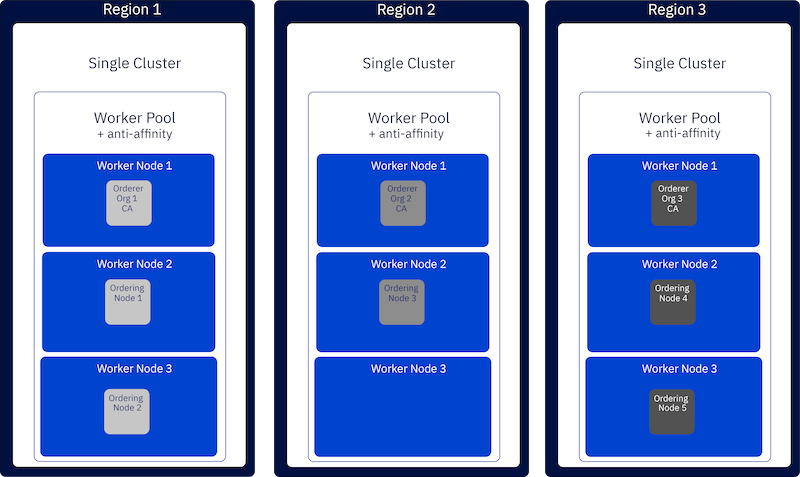 Region 1
Single Cluster
Worker Pool
+ anti-affinity
Worker Node 1
Orderer
Org 1
CA
Worker Node 2
Ordering
Node 1
Worker Node 3
Ordering
Node 2
Region 2
Single Cluster
Worker Pool
+ anti-affinity
Worker Node 1
Orderer
Org 2
CA
Worker Node 2
Ordering
Node 3
Worker Node 3
Region 3
Single Cluster
Worker Pool
+ anti-affinity
Worker Node 1
Orderer
Org 3
CA
Worker Node 2
Ordering
Node 4
Worker Node 3
Ordering
Node 5